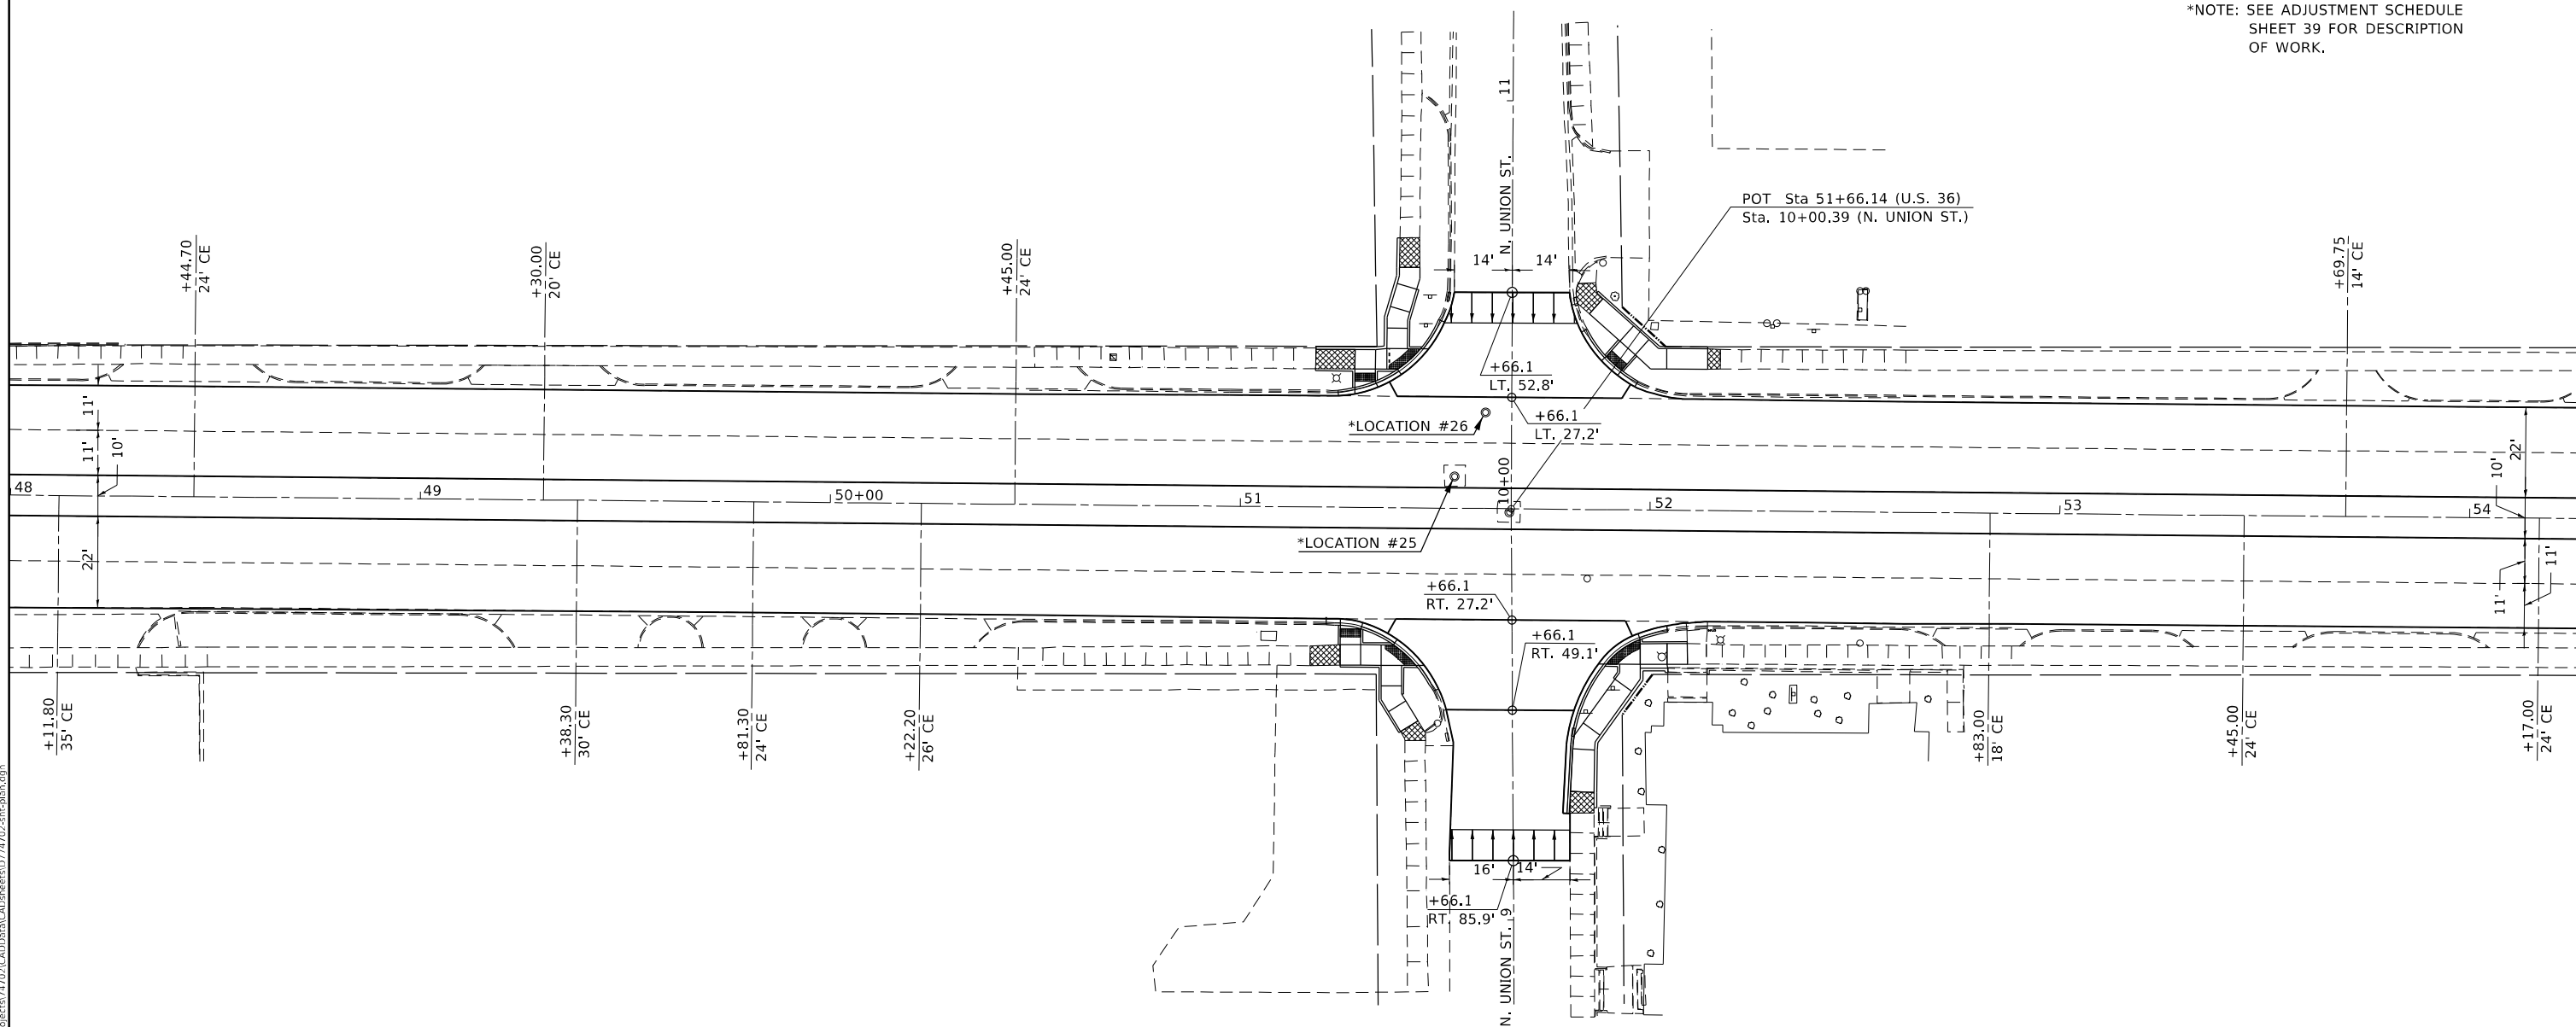 *NOTE: SEE ADJUSTMENT SCHEDULE
SHEET 39 FOR DESCRIPTION
OF WORK.
11
N. UNION ST.
POT Sta 51+66.14 (U.S. 36)
Sta. 10+00.39 (N. UNION ST.)
+44.70
24' CE
+30.00
20' CE
+45.00
24' CE
+69.75
14' CE
14'
14'
+66.1
LT. 52.8'
+66.1
LT. 27.2'
*LOCATION #26
11'
11'
10'
22'
10'
48
49
50+00
51
10+00
52
53
54
*LOCATION #25
22'
11'
11'
+66.1
RT. 27.2'
+66.1
RT. 49.1'
+11.80
35' CE
+38.30
30' CE
+81.30
24' CE
+22.20
26' CE
+83.00
18' CE
+45.00
24' CE
+17.00
24' CE
16'
14'
+66.1
RT. 85.9'
9
N. UNION ST.